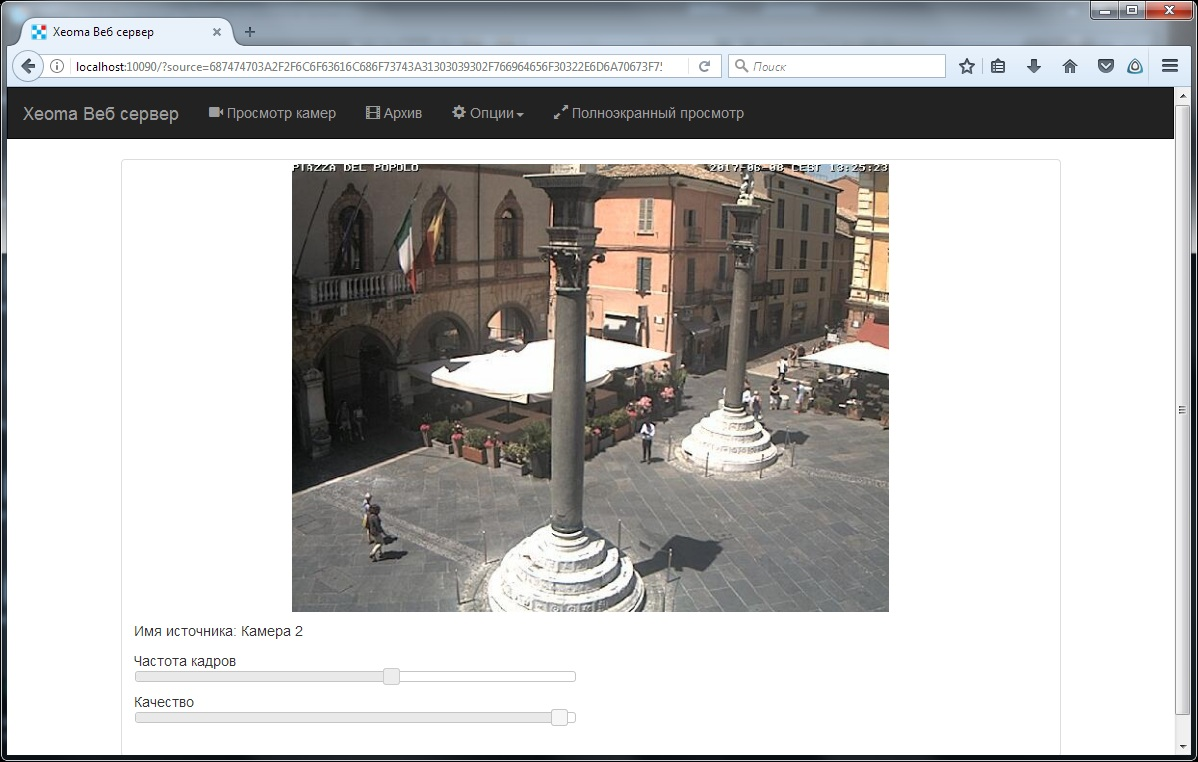 Xeoma Веб сервер
localhost:10090/?source=687474703A2F2F6C6F63616C686F73743A31303039302F766964656F30322E6D6A70673F75
Поиск
Xeoma Веб сервер Просмотр камер Архив Опции Полноэкранный просмотр
PIAZZA DEL POPOLO 2017-06-08 CEST 13:25:23
Имя источника: Камера 2
Частота кадров
Качество